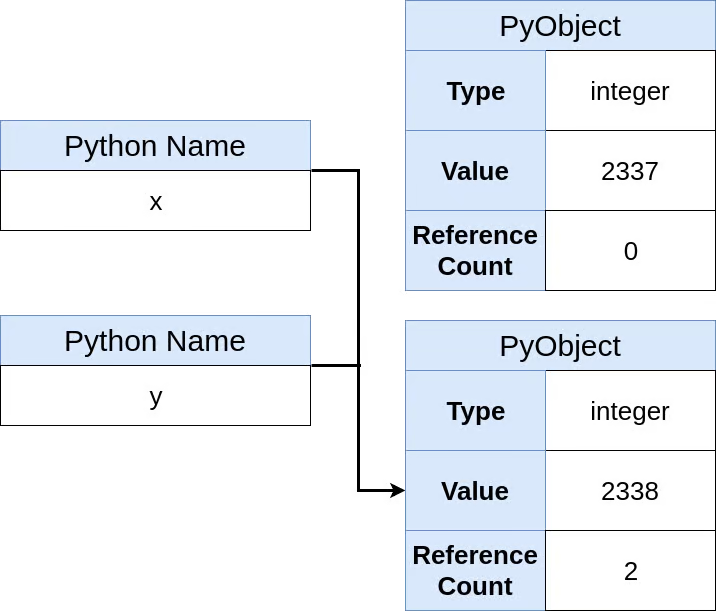 Python Name
x
Python Name
y
PyObject
Type
integer
Value
2337
Reference
Count
0
PyObject
Type
integer
Value
2338
Reference
Count
2